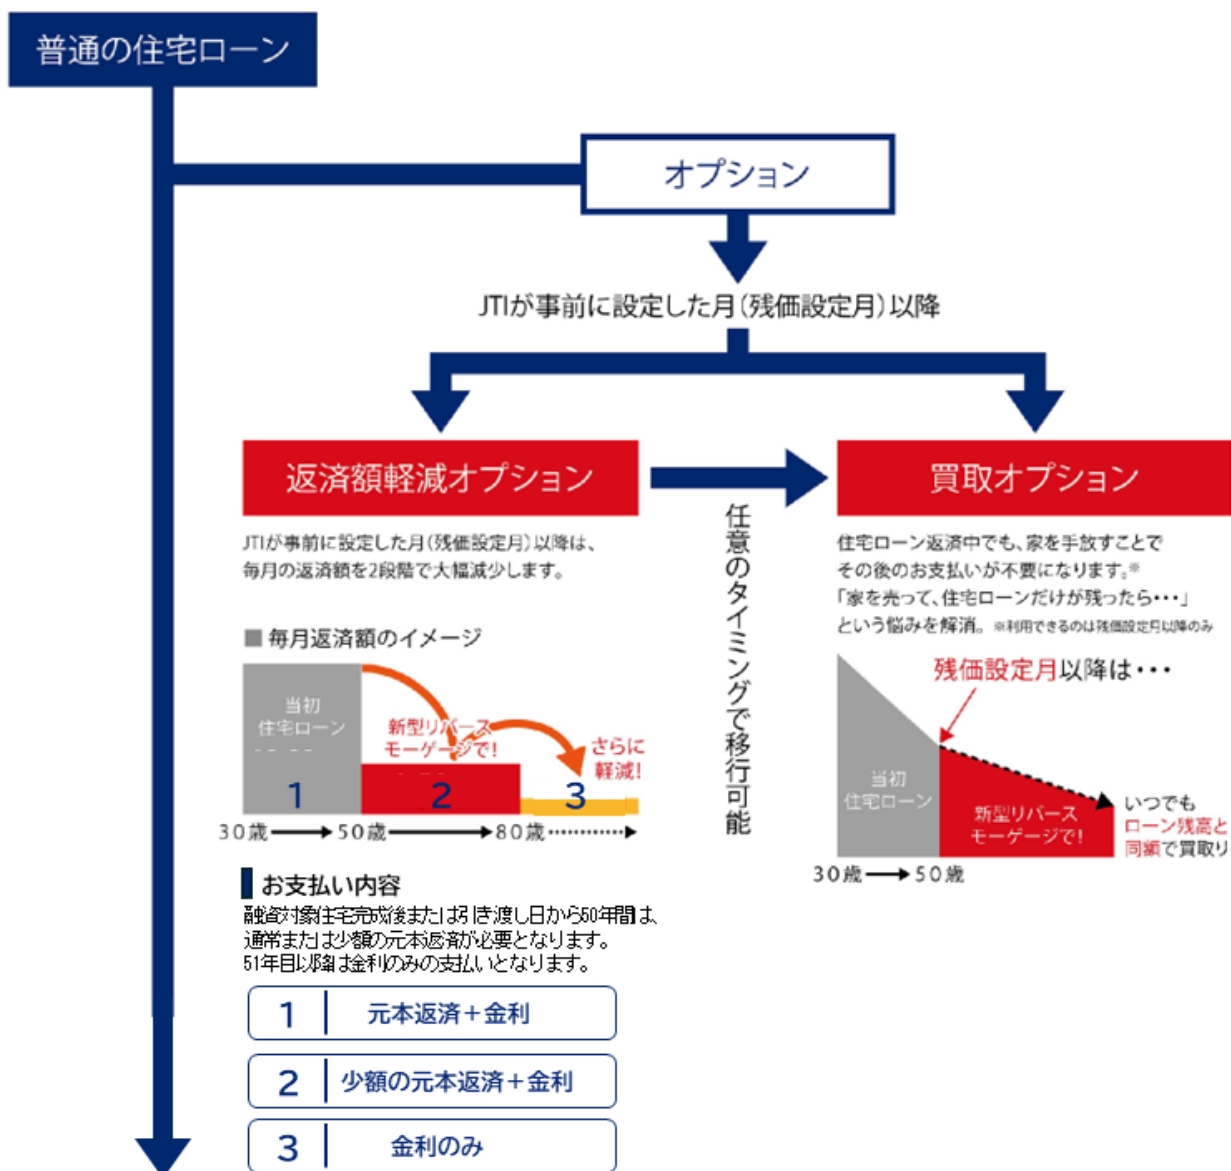 普通の住宅ローン
オプション
JTIが事前に設定した月(残価設定月)以降
返済額軽減オプション
JTIが事前に設定した月(残価設定月)以降は、
毎月の返済額を2段階で大幅減少します。
■ 毎月返済額のイメージ
当初
住宅ローン
新型リバース
モーゲージで!
さらに
軽減!
1
2
3
30歳
50歳
80歳
任意のタイミングで移行可能
買取オプション
住宅ローン返済中でも、家を手放すことで
その後のお支払いが不要になります。※
「家を売って、住宅ローンだけが残ったら・・・」
という悩みを解消。 ※利用できるのは残価設定月以降のみ
残価設定月以降は・・・
当初
住宅ローン
新型リバース
モーゲージで!
いつでも
ローン残高と
同額で買取り
30歳
50歳
お支払い内容
融資対象住宅完成後または引き渡し日から50年間は、
通常または少額の元本返済が必要となります。
51年目以降は金利のみの支払いとなります。
1 元本返済+金利
2 少額の元本返済+金利
3 金利のみ